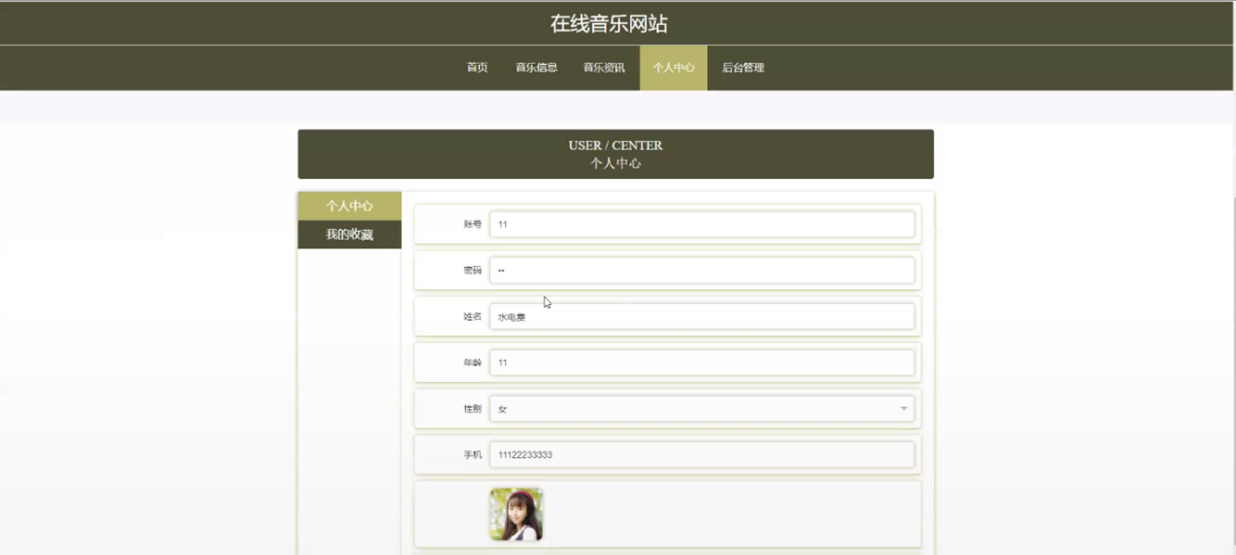 在线音乐网站
首页 音乐信息 音乐资讯 个人中心 后台管理
USER / CENTER
个人中心
个人中心
我的收藏
账号 11
密码 ••
姓名 水电费
年龄 11
性别 女
手机 11122233333